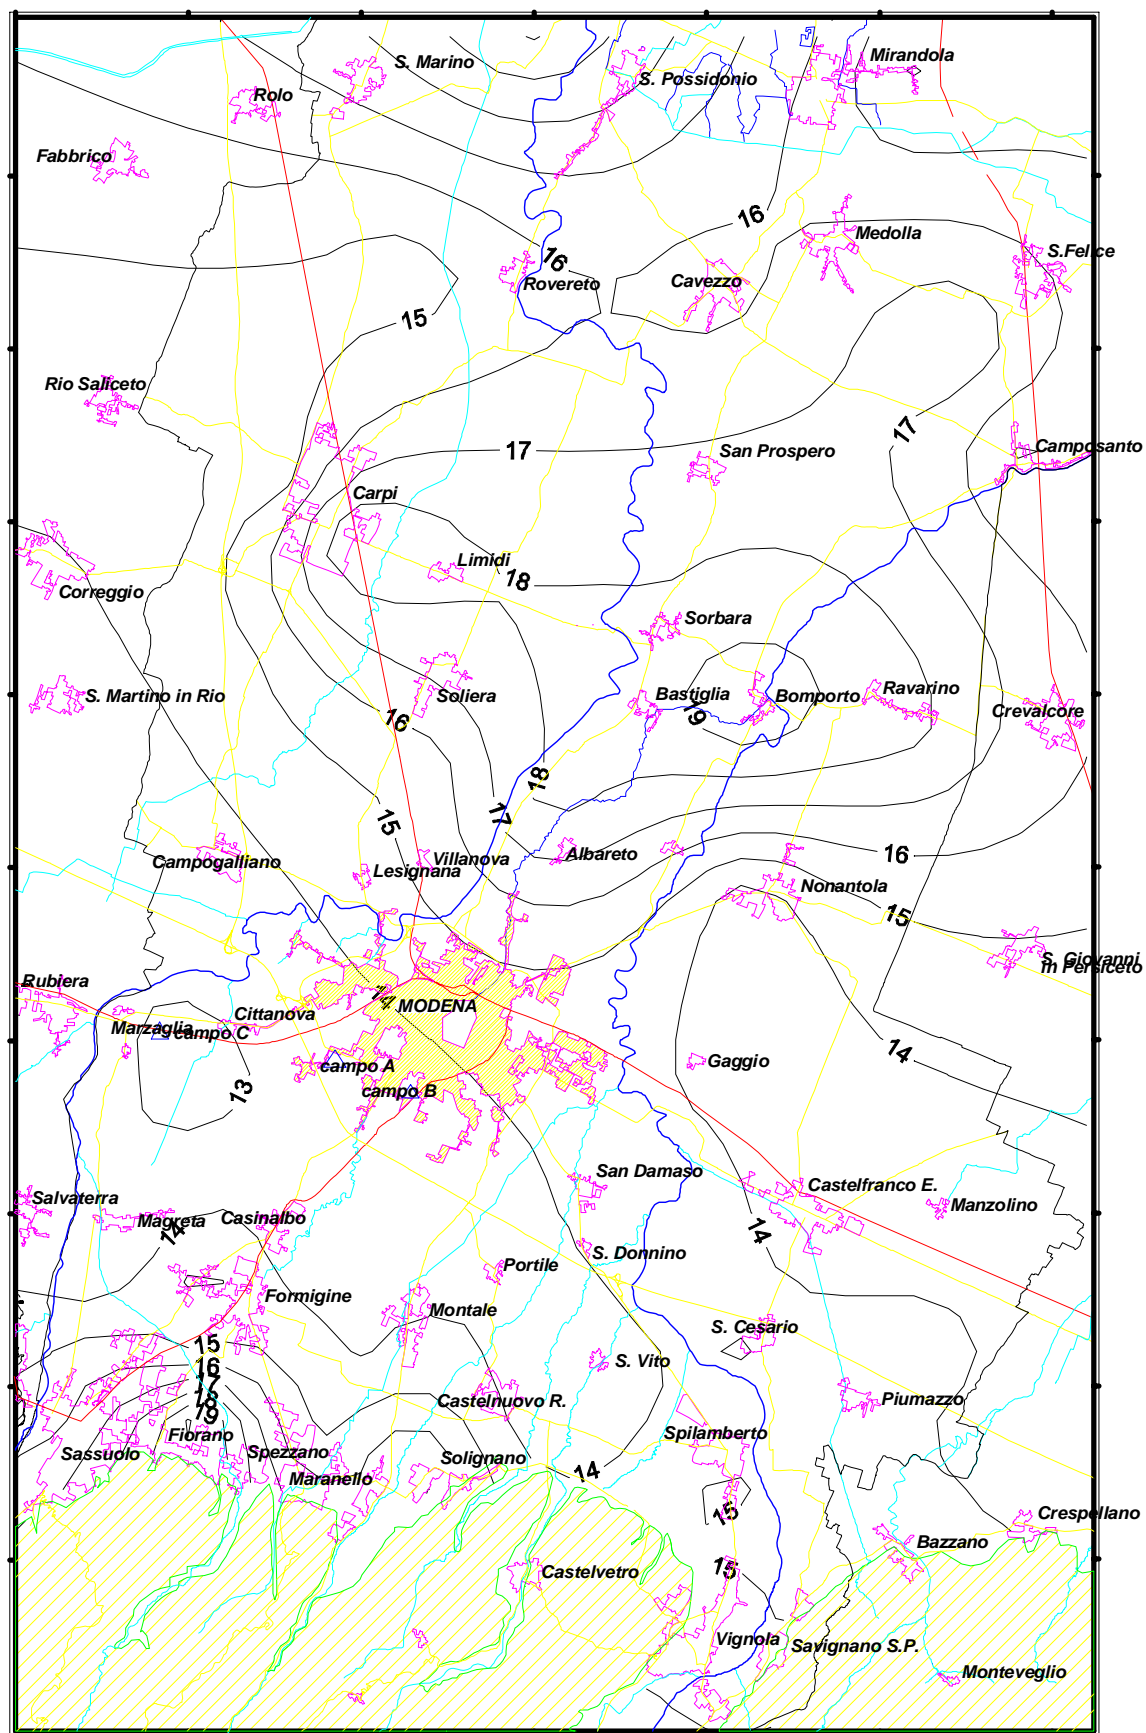 S. Marino
Mirandola
S. Possidonio
Rolo
Fabbrico
16
Medolla
S.Felice
16
Rovereto
Cavezzo
15
Rio Saliceto
17
Camposanto
17
San Prospero
Carpi
Limidi
18
Correggio
Sorbara
S. Martino in Rio
Soliera
Bastiglia
Bomporto
Ravarino
Crevalcore
16
19
18
17
15
Campogalliano
Villanova
Lesignana
Albareto
16
Nonantola
15
S. Giovanni
in Persiceto
Rubiera
14
MODENA
Cittanova
Marzaglia
campo C
14
Gaggio
campo A
13
campo B
San Damaso
Castelfranco E.
Salvaterra
Manzolino
Magreta
Casinalbo
14
14
S. Donnino
Portile
Formigine
Montale
S. Cesario
15
16
S. Vito
17
18
Castelnuovo R.
Piumazzo
19
Fiorano
Spilamberto
Sassuolo
Spezzano
Solignano
Maranello
14
15
Crespellano
Bazzano
15
Castelvetro
Vignola
Savignano S.P.
Monteveglio